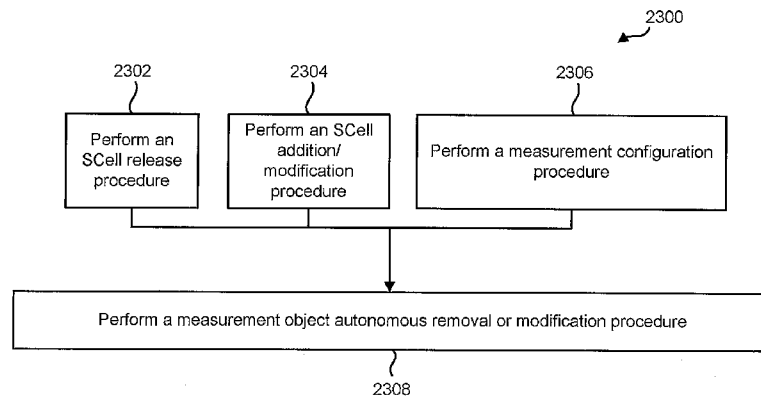 2300
2302
2304
2306
Perform an
SCell release
procedure
Perform an SCell
addition/
modification
procedure
Perform a measurement configuration
procedure
Perform a measurement object autonomous removal or modification procedure
2308